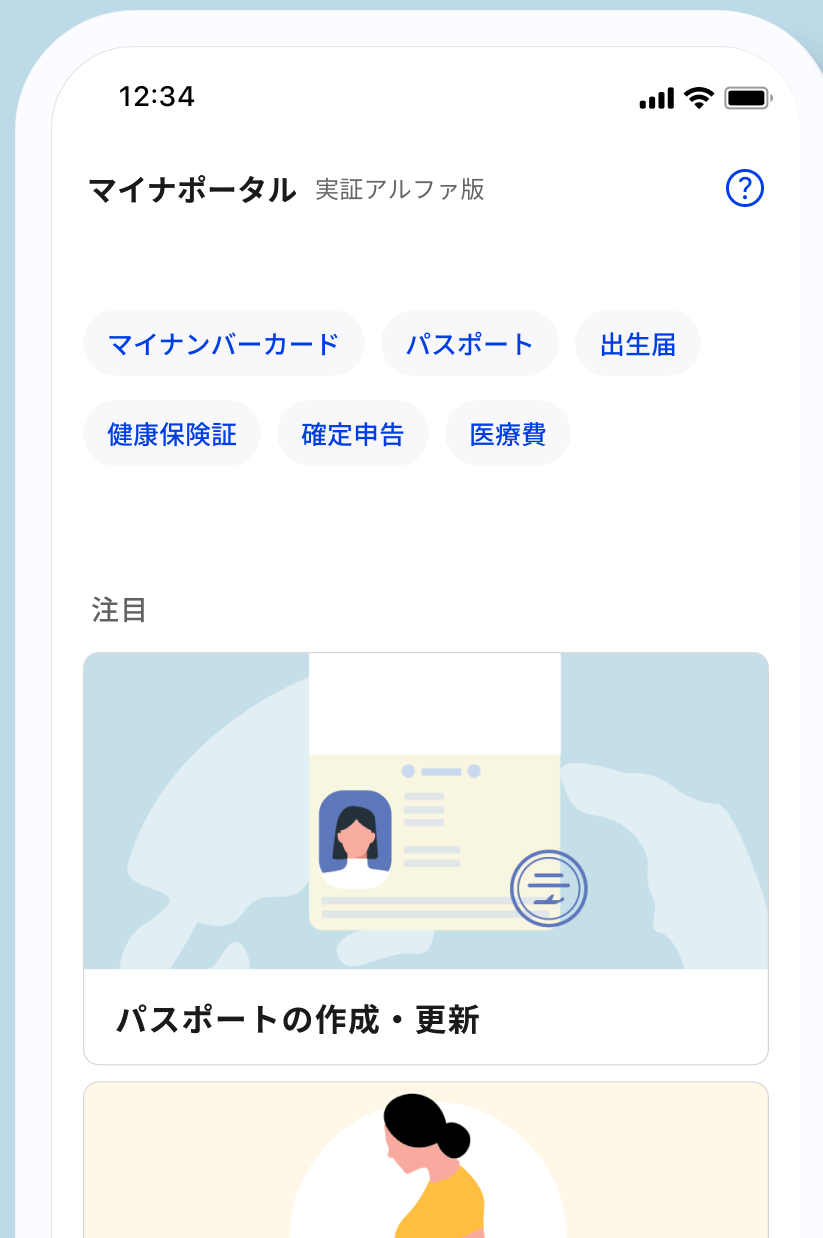 12:34
マイナポータル 実証アルファ版
マイナンバーカード パスポート 出生届
健康保険証 確定申告 医療費
注目
パスポートの作成・更新